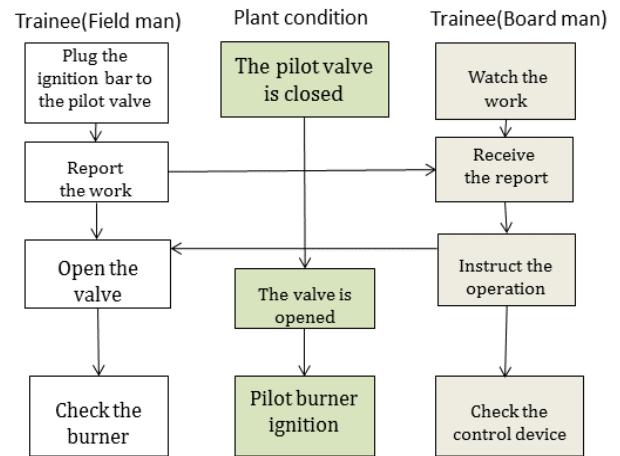 Trainee(Field man)
Plant condition
Trainee(Board man)
Plug the
ignition bar to
the pilot valve
The pilot valve
is closed
Watch the
work
Report
the work
Receive
the report
Open the
valve
The valve is
opened
Instruct the
operation
Check the
burner
Pilot burner
ignition
Check the
control device